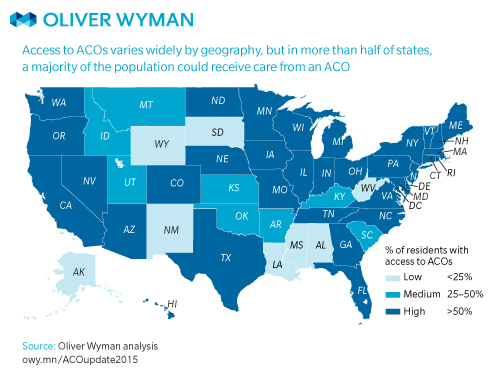 OLIVER WYMAN
Access to ACOs varies widely by geography, but in more than half of states,
a majority of the population could receive care from an ACO
WA
MT
ND
MN
ME
VT
NH
MA
OR
ID
SD
WI
MI
NY
WY
RI
CT
IA
PA
NE
NJ
NV
IL
IN
OH
DE
MD
DC
UT
CO
KS
MO
WV
VA
KY
CA
NC
TN
OK
AR
SC
AZ
NM
MS
AL
GA
TX
LA
AK
FL
HI
% of residents with
access to ACOs
Low <25%
Medium 25–50%
High >50%
Source: Oliver Wyman analysis
owy.mn/ACOupdate2015